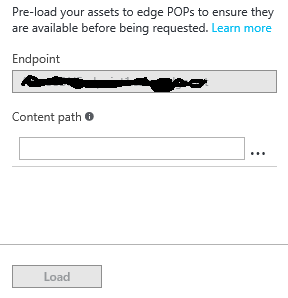 Pre-load your assets to edge POPs to ensure they
are available before being requested. Learn more
Endpoint
Content path
...
Load